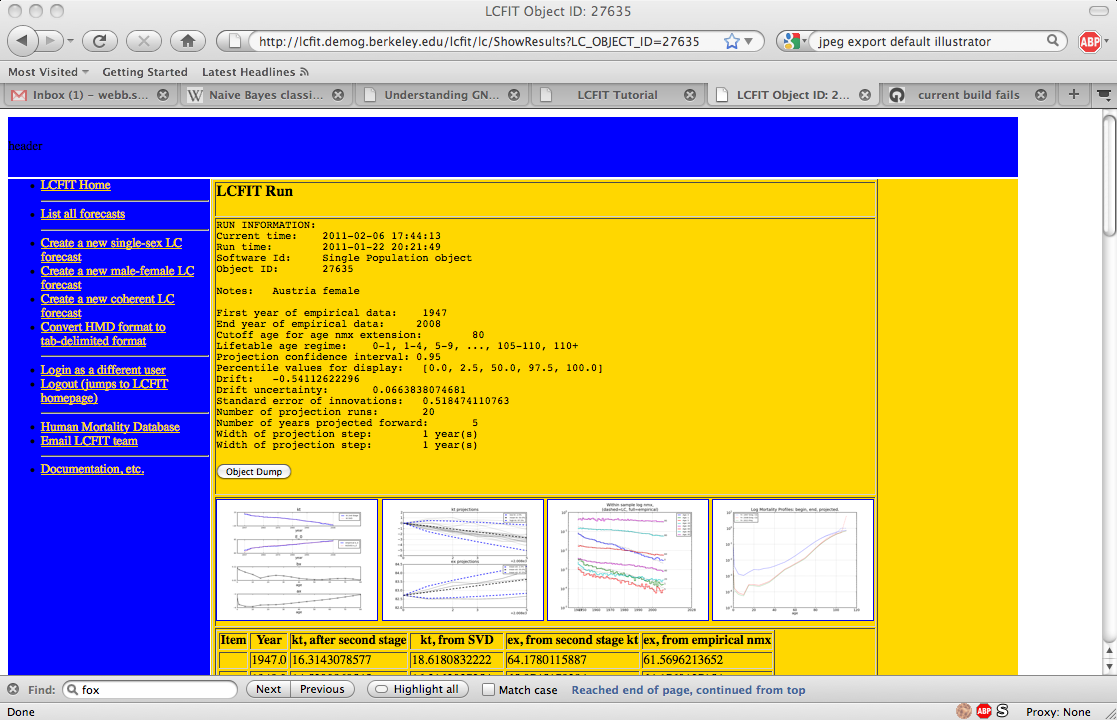 LCFIT Object ID: 27635
http://lcfit.demog.berkeley.edu/lcfit/lc/ShowResults?LC_OBJECT_ID=27635
jpeg export default illustrator
ABP
Most Visited
Getting Started
Latest Headlines
Inbox (1) – webb.s...
Naive Bayes classi...
Understanding GN...
LCFIT Tutorial
LCFIT Object ID: 2...
current build fails
header
LCFIT Home
List all forecasts
Create a new single-sex LC
forecast
Create a new male-female LC
forecast
Create a new coherent LC
forecast
Convert HMD format to
tab-delimited format
Login as a different user
Logout (jumps to LCFIT
homepage)
Human Mortality Database
Email LCFIT team
Documentation, etc.
LCFIT Run
RUN INFORMATION:
Current time: 2011-02-06 17:44:13
Run time: 2011-01-22 20:21:49
Software Id: Single Population object
Object ID: 27635
Notes: Austria female
First year of empirical data: 1947
End year of empirical data: 2008
Cutoff age for age nmx extension: 80
Lifetable age regime: 0-1, 1-4, 5-9, ..., 105-110, 110+
Projection confidence interval: 0.95
Percentile values for display: [0.0, 2.5, 50.0, 97.5, 100.0]
Drift: -0.54112622296
Drift uncertainty: 0.0663838074681
Standard error of innovations: 0.518474110763
Number of projection runs: 20
Number of years projected forward: 5
Width of projection step: 1 year(s)
Width of projection step: 1 year(s)
Object Dump
kt
kt projections
ex projections
Within sample log nmx,
(dashed=LC, full=empirical)
Log Mortality Profiles: begin, end, projected.
Item Year kt, after second stage kt, from SVD ex, from second stage kt ex, from empirical nmx
1947.0 16.3143078577 18.6180832222 64.1780115887 61.5696213652
Find: fox
Next
Previous
Highlight all
Match case
Reached end of page, continued from top
Done
ABP
S
Proxy: None